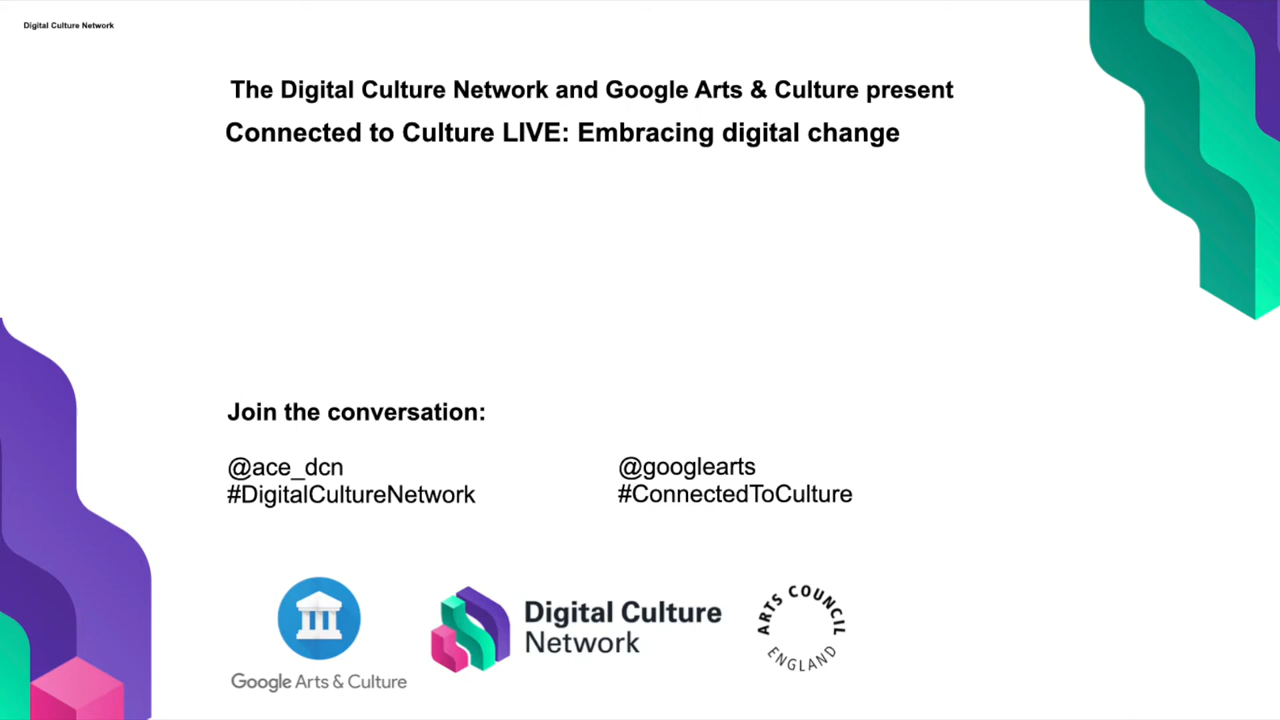 Digital Culture Network
The Digital Culture Network and Google Arts & Culture present
Connected to Culture LIVE: Embracing digital change
Join the conversation:
@ace_dcn
#DigitalCultureNetwork
@googlearts
#ConnectedToCulture
Google Arts & Culture
Digital Culture
Network
ARTS COUNCIL
ENGLAND